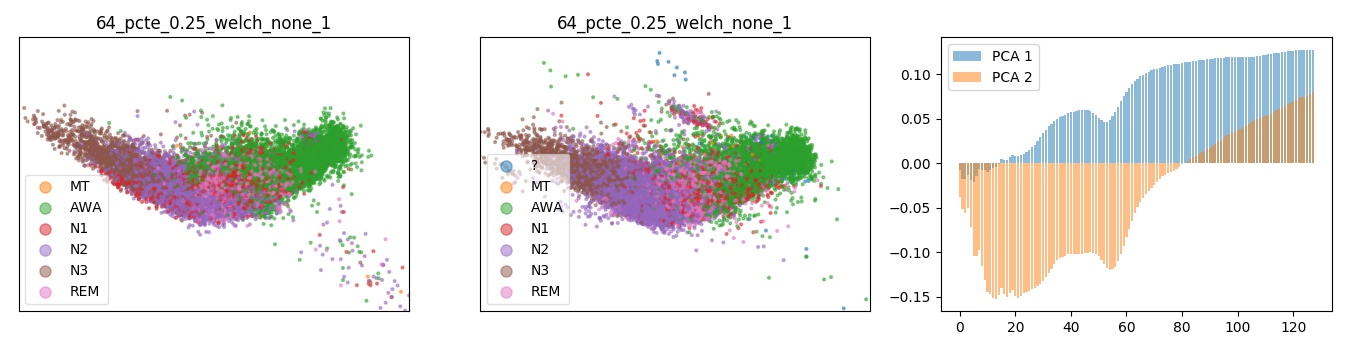 64_pcte_0.25_welch_none_1
MT
AWA
N1
N2
N3
REM
64_pcte_0.25_welch_none_1
?
MT
AWA
N1
N2
N3
REM
PCA 1
PCA 2
0.10
0.05
0.00
−0.05
−0.10
−0.15
0 20 40 60 80 100 120